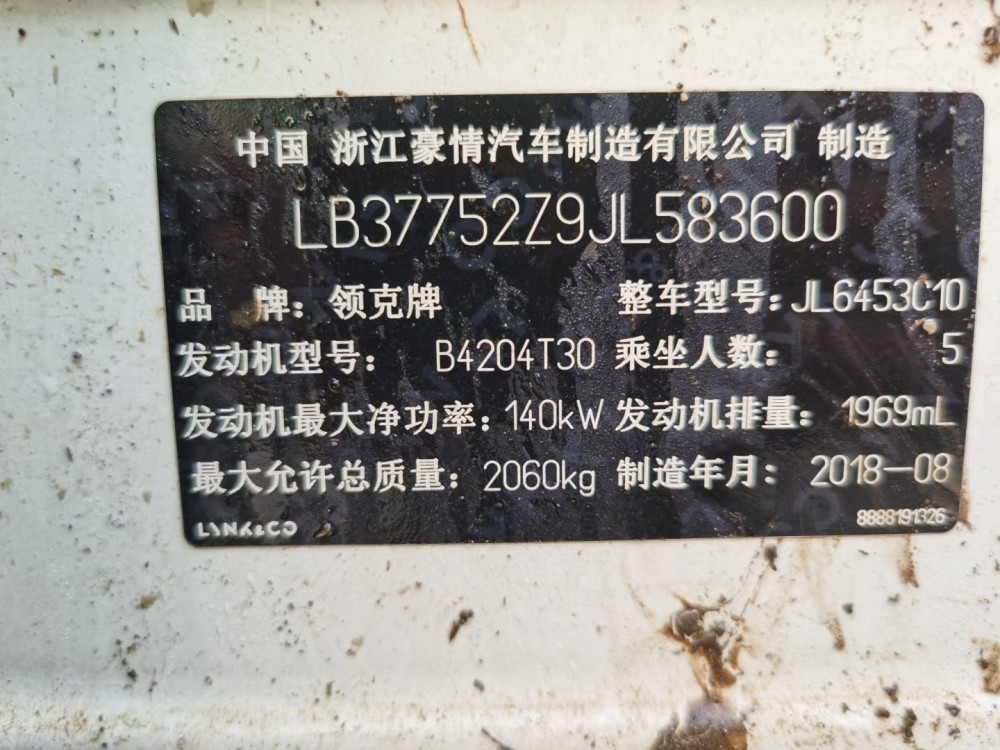 中国 浙江豪情汽车制造有限公司 制造
LB37752Z9JL583600
品 牌：领克牌 整车型号：JL6453C10
发动机型号： B4204T30 乘坐人数： 5
发动机最大净功率：140kW 发动机排量： 1969mL
最大允许总质量：2060kg 制造年月： 2018-08
LYNK&CO 8888191326